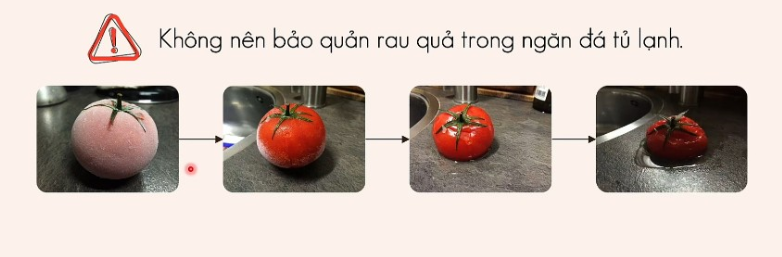 Không nên bảo quản rau quả trong ngăn đá tủ lạnh.